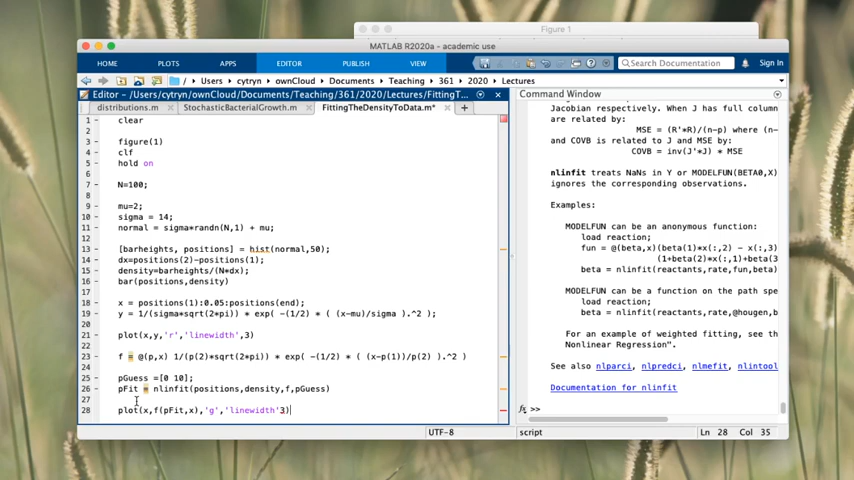 Figure 1
MATLAB R2020a - academic use
HOME PLOTS APPS EDITOR PUBLISH VIEW Search Documentation Sign In
/ Users cytryn ownCloud Documents Teaching 361 2020 Lectures
Editor - /Users/cytryn/ownCloud/Documents/Teaching/361/2020/Lectures/FittingT...
distributions.m StochasticBacterialGrowth.m FittingTheDensityToData.m*
1 clear
2
3 figure(1)
4 clf
5 hold on
6
7 N=100;
8
9 mu=2;
10 sigma = 14;
11 normal = sigma*randn(N,1) + mu;
12
13 [barheights, positions] = hist(normal,50);
14 dx=positions(2)-positions(1);
15 density=barheights/(N*dx);
16 bar(positions,density)
17
18 x = positions(1):0.05:positions(end);
19 y = 1/(sigma*sqrt(2*pi)) * exp( -(1/2) * ( (x-mu)/sigma ).^2 );
20
21 plot(x,y,'r','linewidth',3)
22
23 f = @(p,x) 1/(p(2)*sqrt(2*pi)) * exp( -(1/2) * ( (x-p(1))/p(2) ).^2 )
24
25 pGuess =[0 10];
26 pFit = nlinfit(positions,density,f,pGuess)
27
28 plot(x,f(pFit,x),'g','linewidth'3)
Command Window
Jacobian respectively. When J has full column
are related by:
MSE = (R'*R)/(n-p) where (n-
and COVB is related to J and MSE by:
COVB = inv(J'*J) * MSE
nlinfit treats NaNs in Y or MODELFUN(BETA0,X)
ignores the corresponding observations.
Examples:
MODELFUN can be an anonymous function:
load reaction;
fun = @(beta,x)(beta(1)*x(:,2) - x(:,3)
(1+beta(2)*x(:,1)+beta(3
beta = nlinfit(reactants,rate,fun,beta)
MODELFUN can be a function on the path spe
load reaction;
beta = nlinfit(reactants,rate,@hougen,b
For an example of weighted fitting, see th
Nonlinear Regression".
See also nlparci, nlpredci, nlmefit, nlintool
Documentation for nlinfit
fx >>
UTF-8 script Ln 28 Col 35